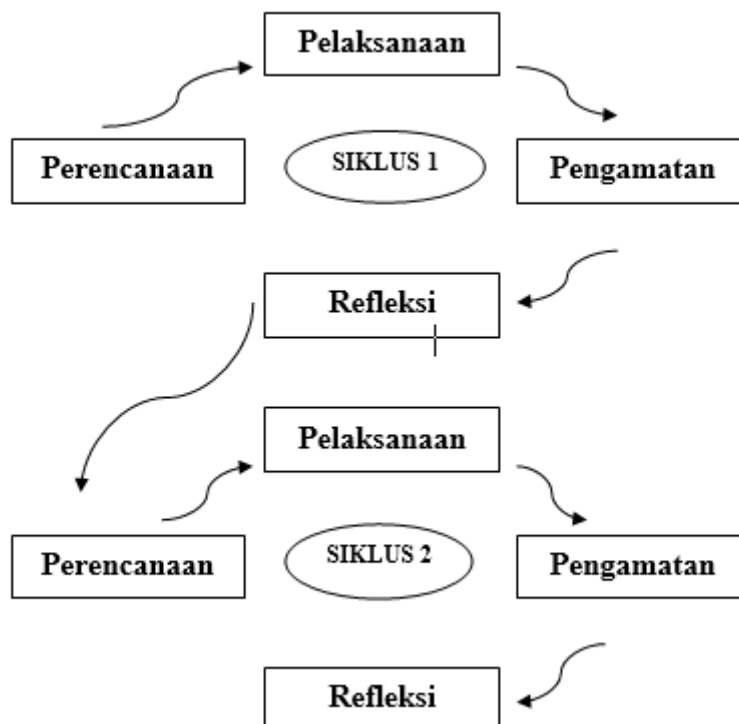 Pelaksanaan
Perencanaan
SIKLUS 1
Pengamatan
Refleksi
Pelaksanaan
Perencanaan
SIKLUS 2
Pengamatan
Refleksi